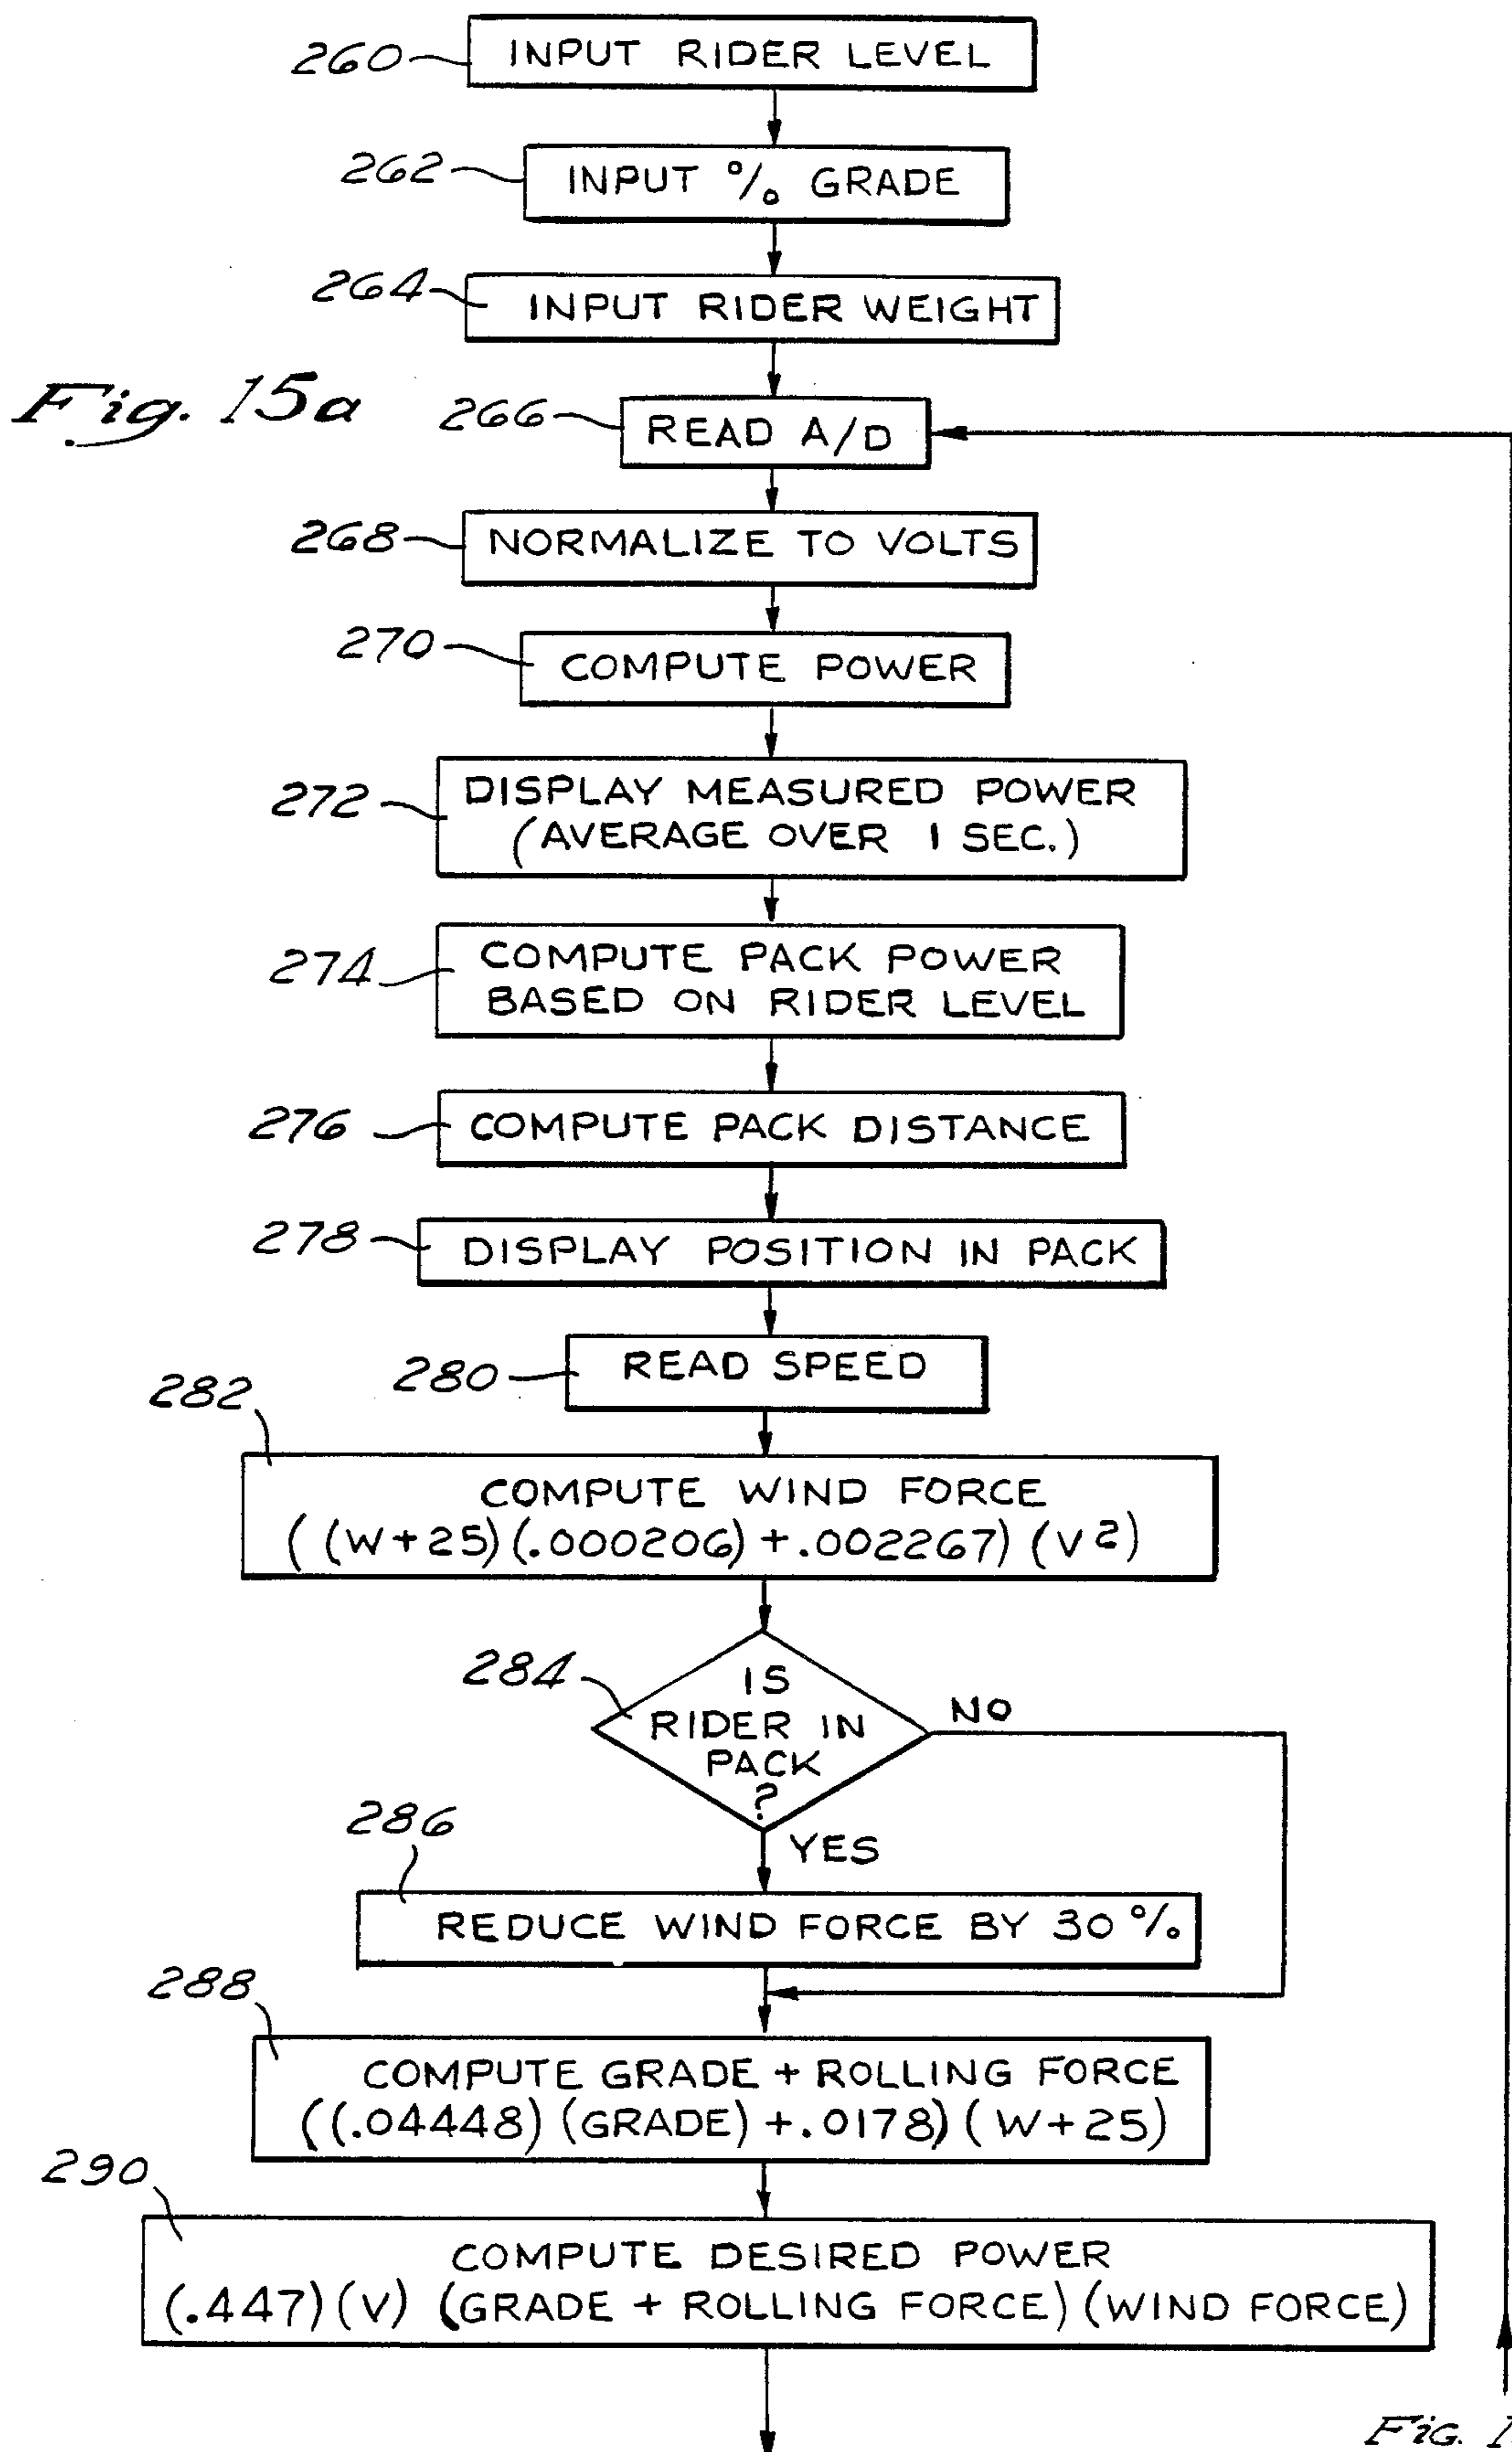 260 INPUT RIDER LEVEL
262 INPUT % GRADE
264 INPUT RIDER WEIGHT
Fig. 15a
266 READ A/D
268 NORMALIZE TO VOLTS
270 COMPUTE POWER
272 DISPLAY MEASURED POWER
(AVERAGE OVER 1 SEC.)
274 COMPUTE PACK POWER
BASED ON RIDER LEVEL
276 COMPUTE PACK DISTANCE
278 DISPLAY POSITION IN PACK
280 READ SPEED
282
COMPUTE WIND FORCE
((W+25)(.000206)+.002267)(V²)
284 IS
RIDER IN
PACK
?
NO
YES
286
REDUCE WIND FORCE BY 30%
288
COMPUTE GRADE + ROLLING FORCE
((.04448)(GRADE)+.0178)(W+25)
290
COMPUTE DESIRED POWER
(.447)(V)(GRADE + ROLLING FORCE)(WIND FORCE)
Fig.